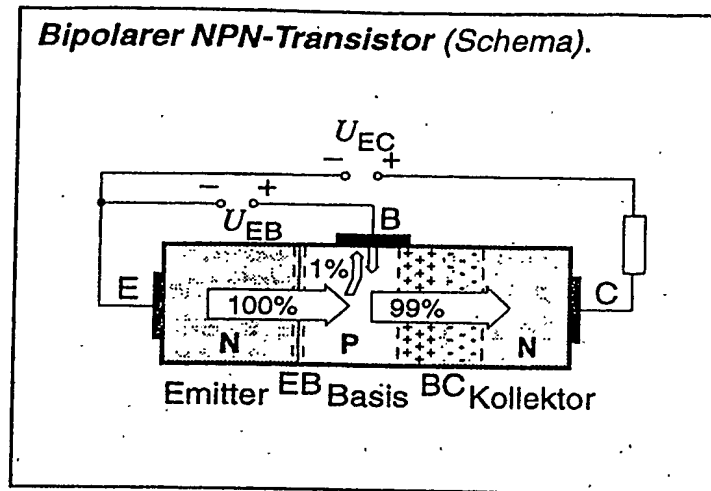 Bipolarer NPN-Transistor (Schema).
U_EC
− +
− +
U_EB
B
E
1%
C
100%
99%
N
P
N
Emitter EB Basis BC Kollektor